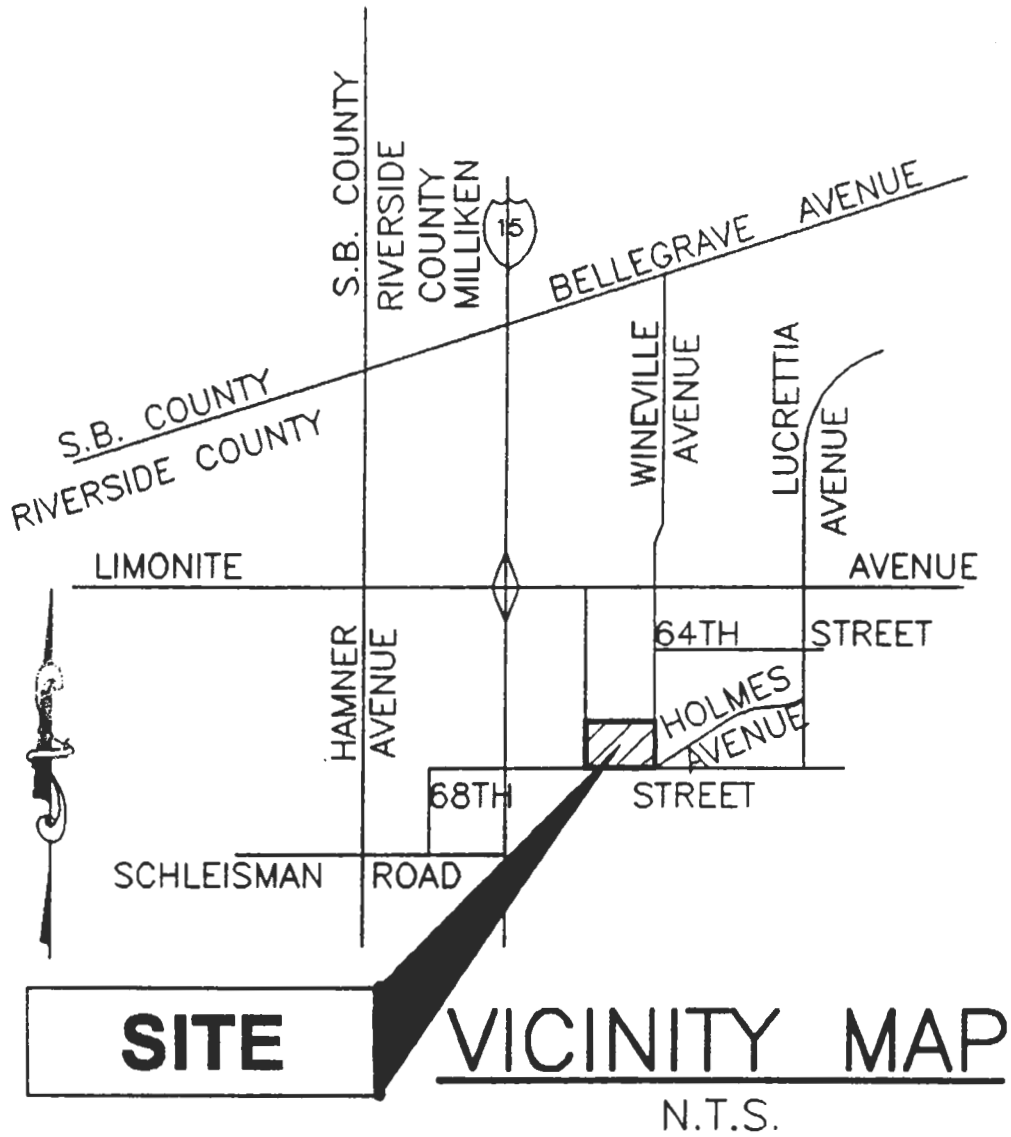 S.B. COUNTY
RIVERSIDE
COUNTY
MILLIKEN
15
BELLEGRAVE AVENUE
S.B. COUNTY
RIVERSIDE COUNTY
WINEVILLE
AVENUE
LUCRETTIA
AVENUE
LIMONITE AVENUE
HAMNER
AVENUE
64TH STREET
HOLMES
AVENUE
68TH STREET
SCHLEISMAN ROAD
SITE
VICINITY MAP
N.T.S.